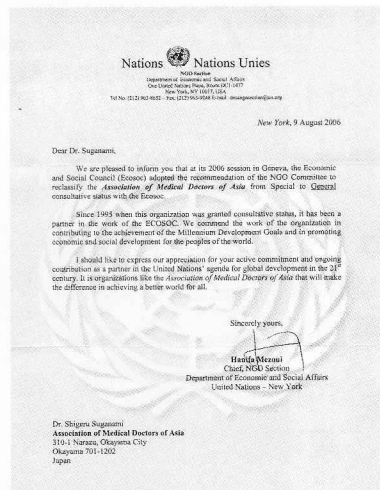 Nations Nations Unies
NGO Section
Department of Economic and Social Affairs
One United Nations Plaza, Room DC1-1477
New York, NY 10017, USA
New York, 9 August 2006
Dear Dr. Suganami,
We are pleased to inform you that at its 2006 session in Geneva, the Economic
and Social Council (Ecosoc) adopted the recommendation of the NGO Committee to
reclassify the Association of Medical Doctors of Asia from Special to General
consultative status with the Ecosoc.
Since 1995 when this organization was granted consultative status, it has been a
partner in the work of the ECOSOC. We commend the work of the organization in
contributing to the achievement of the Millennium Development Goals and in promoting
economic and social development for the peoples of the world.
I should like to express our appreciation for your active commitment and ongoing
contribution as a partner in the United Nations' agenda for global development in the 21st
century. It is organizations like the Association of Medical Doctors of Asia that will make
the difference in achieving a better world for all.
Sincerely yours,
Hanifa Mezoui
Chief, NGO Section
Department of Economic and Social Affairs
United Nations – New York
Dr. Shigeru Suganami
Association of Medical Doctors of Asia
310-1 Narazu, Okayama City
Okayama 701-1202
Japan